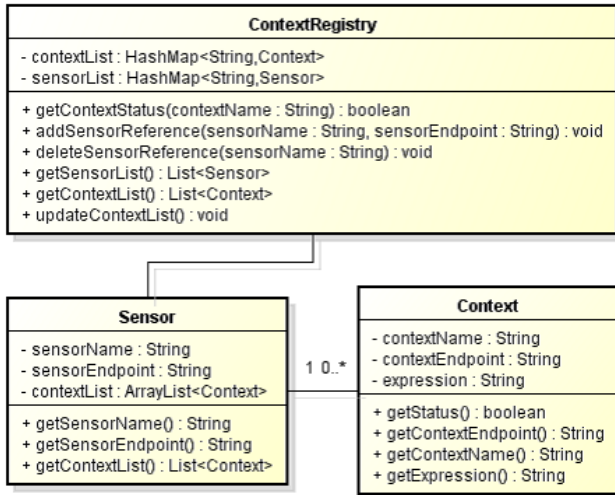 ContextRegistry
- contextList : HashMap<String,Context>
- sensorList : HashMap<String,Sensor>
+ getContextStatus(contextName : String) : boolean
+ addSensorReference(sensorName : String, sensorEndpoint : String) : void
+ deleteSensorReference(sensorName : String) : void
+ getSensorList() : List<Sensor>
+ getContextList() : List<Context>
+ updateContextList() : void
Sensor
- sensorName : String
- sensorEndpoint : String
- contextList : ArrayList<Context>
+ getSensorName() : String
+ getSensorEndpoint() : String
+ getContextList() : List<Context>
1 0..*
Context
- contextName : String
- contextEndpoint : String
- expression : String
+ getStatus() : boolean
+ getContextEndpoint() : String
+ getContextName() : String
+ getExpression() : String